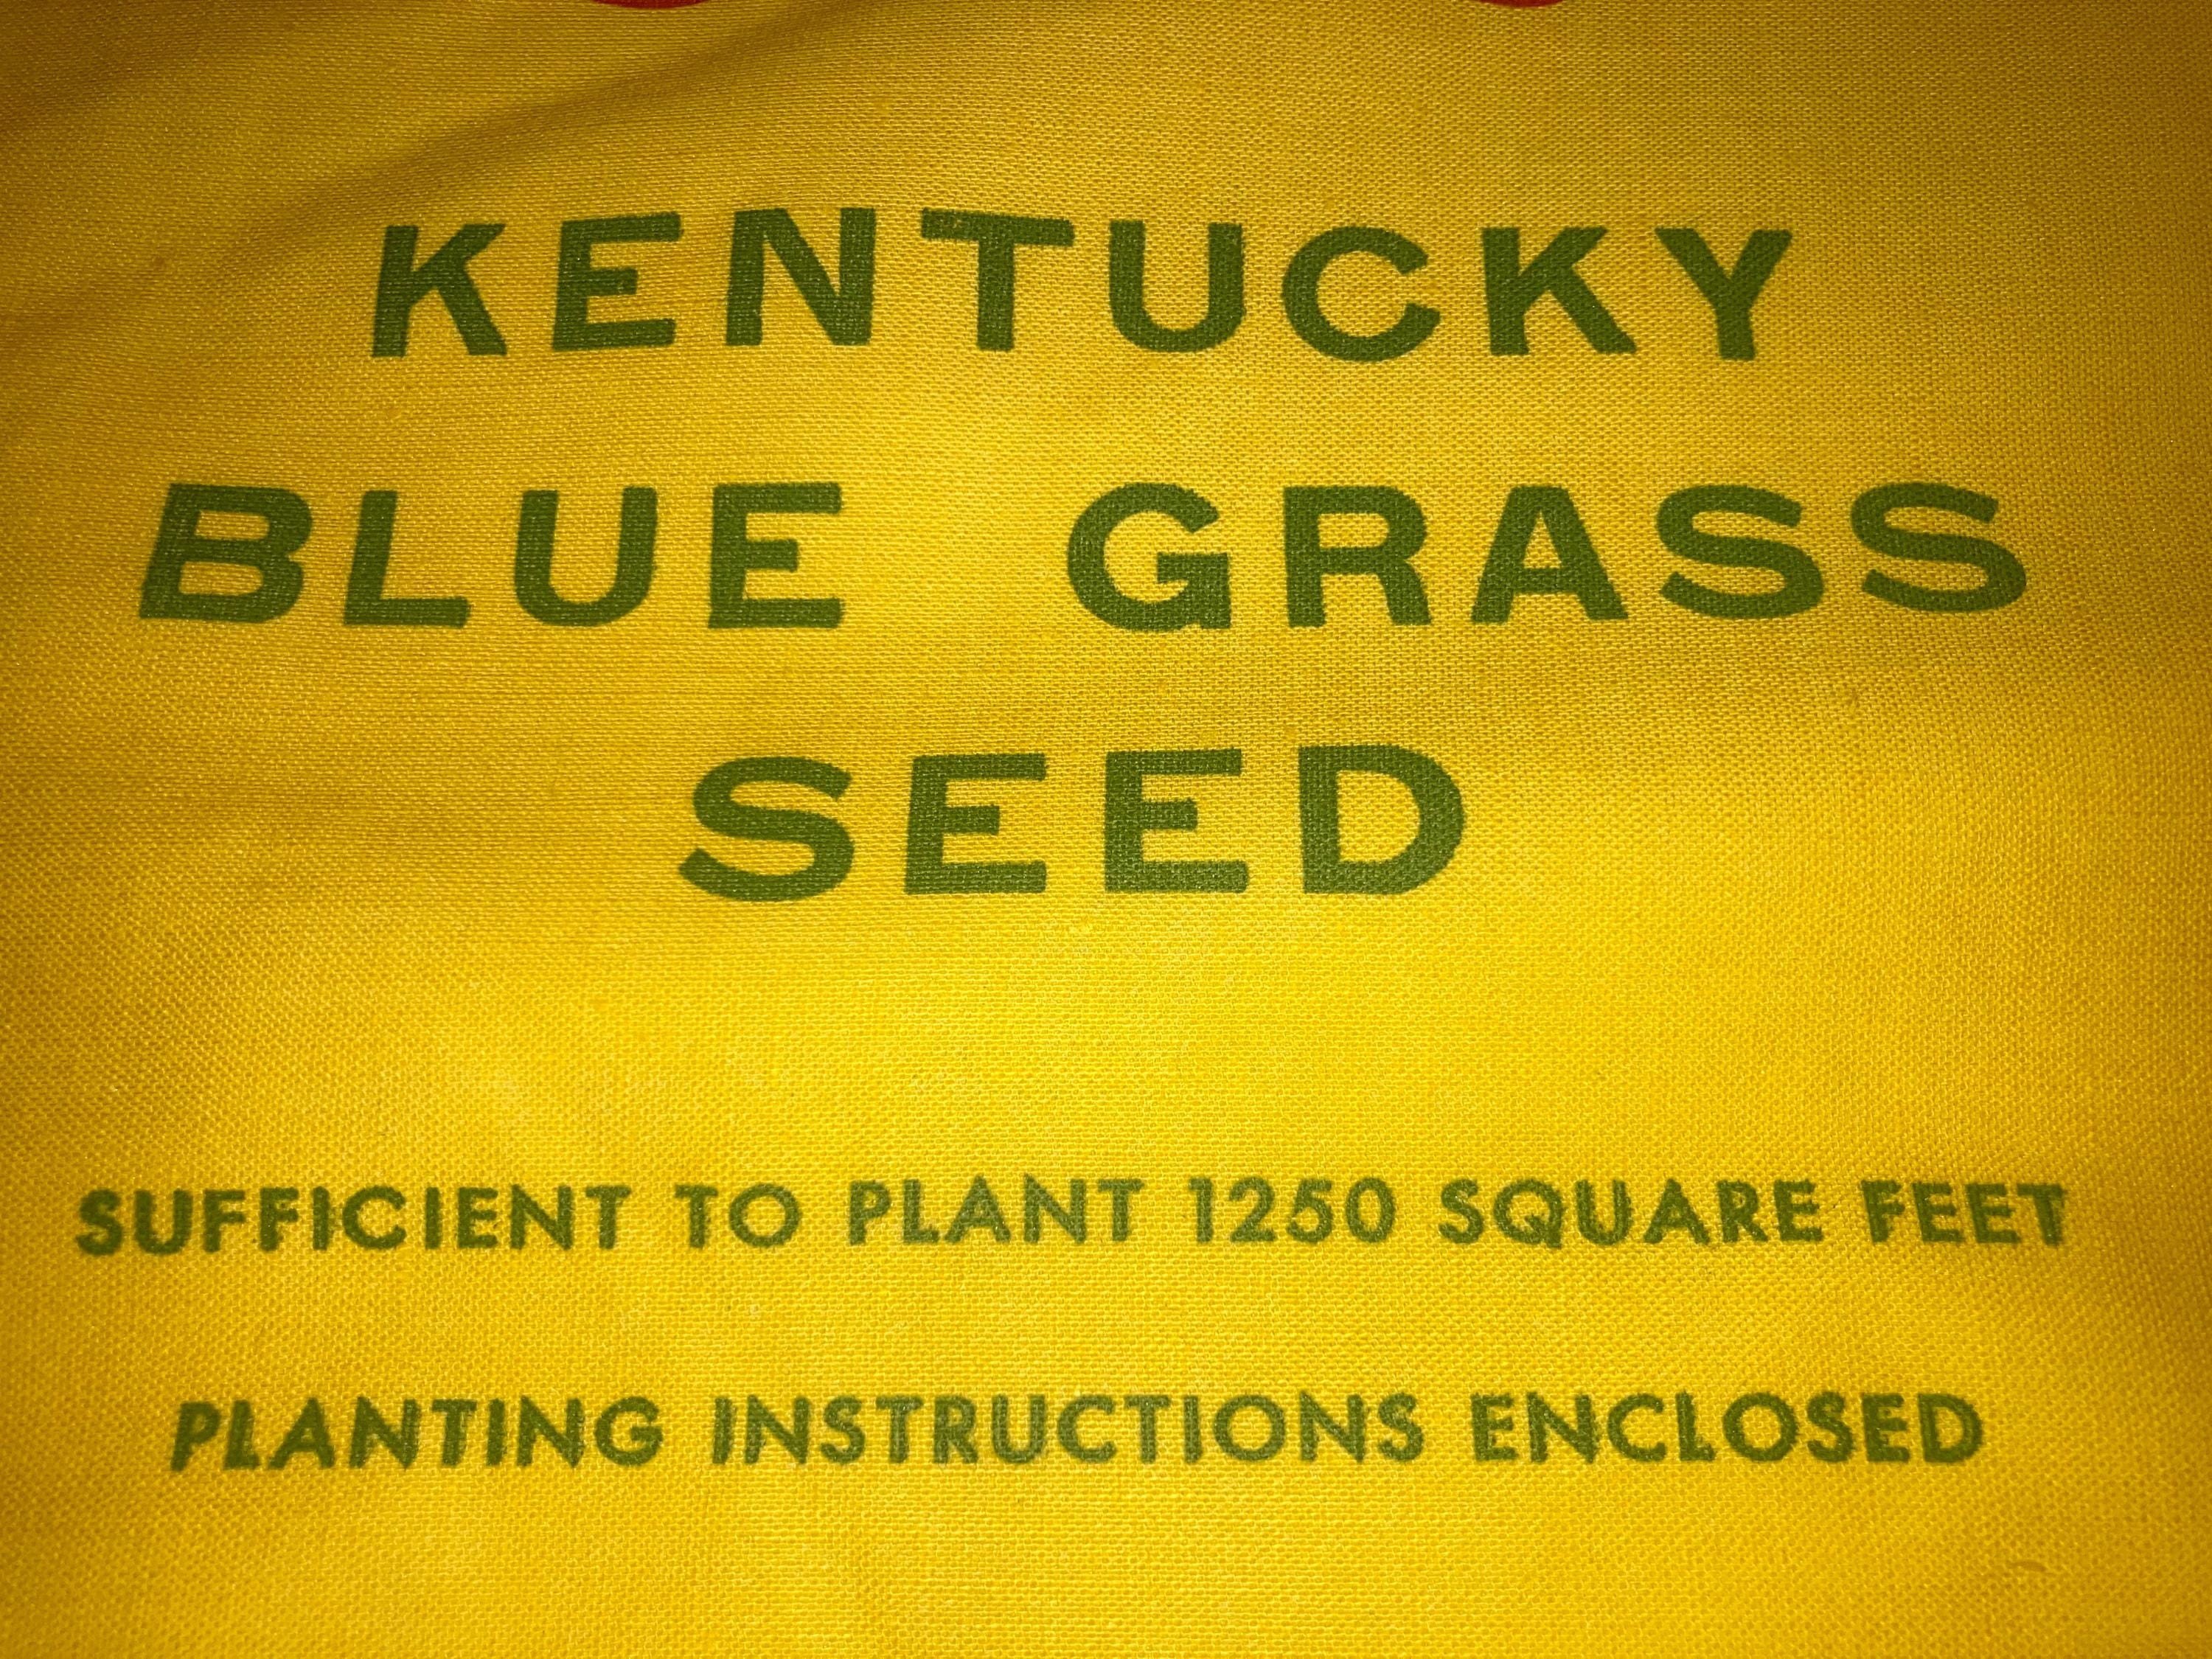 KENTUCKY
BLUE GRASS
SEED
SUFFICIENT TO PLANT 1250 SQUARE FEET
PLANTING INSTRUCTIONS ENCLOSED